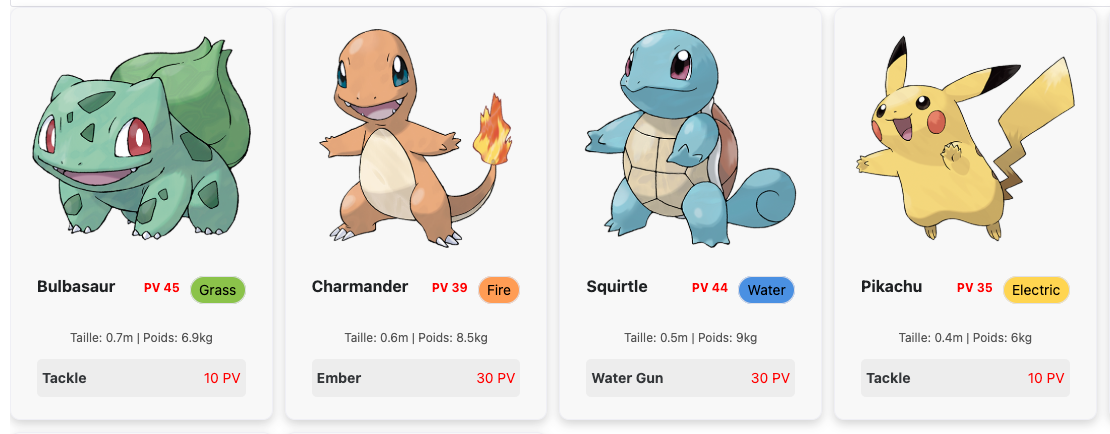 Bulbasaur PV 45 Grass
Taille: 0.7m | Poids: 6.9kg
Tackle 10 PV
Charmander PV 39 Fire
Taille: 0.6m | Poids: 8.5kg
Ember 30 PV
Squirtle PV 44 Water
Taille: 0.5m | Poids: 9kg
Water Gun 30 PV
Pikachu PV 35 Electric
Taille: 0.4m | Poids: 6kg
Tackle 10 PV